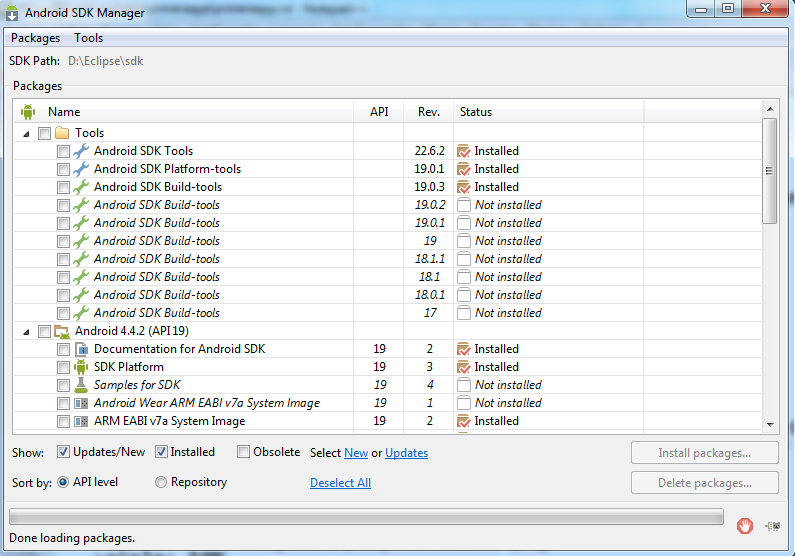 Android SDK Manager
Packages Tools
SDK Path: D:\Eclipse\sdk
Packages
Name API Rev. Status
Tools
Android SDK Tools 22.6.2 Installed
Android SDK Platform-tools 19.0.1 Installed
Android SDK Build-tools 19.0.3 Installed
Android SDK Build-tools 19.0.2 Not installed
Android SDK Build-tools 19.0.1 Not installed
Android SDK Build-tools 19 Not installed
Android SDK Build-tools 18.1.1 Not installed
Android SDK Build-tools 18.1 Not installed
Android SDK Build-tools 18.0.1 Not installed
Android SDK Build-tools 17 Not installed
Android 4.4.2 (API 19)
Documentation for Android SDK 19 2 Installed
SDK Platform 19 3 Installed
Samples for SDK 19 4 Not installed
Android Wear ARM EABI v7a System Image 19 1 Not installed
ARM EABI v7a System Image 19 2 Installed
Show: Updates/New Installed Obsolete Select New or Updates Install packages...
Sort by: API level Repository Deselect All Delete packages...
Done loading packages.